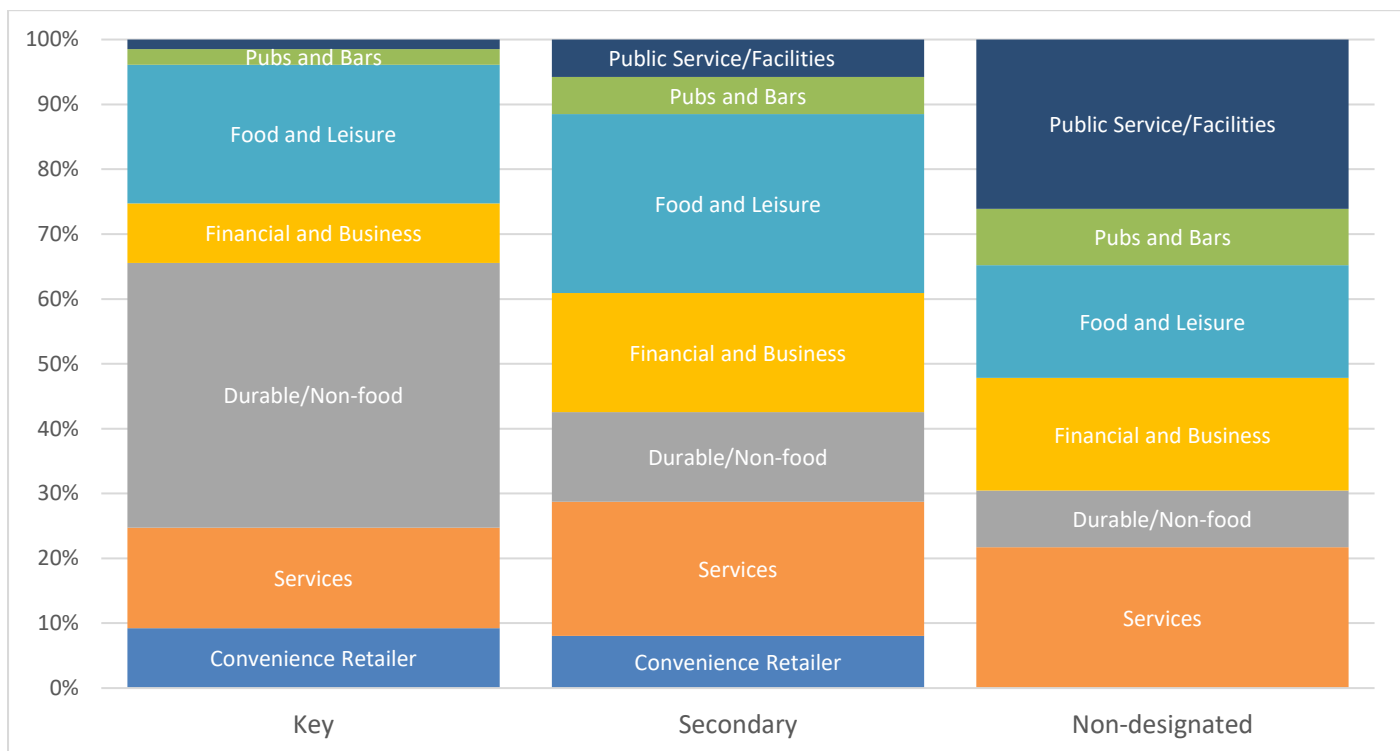 100%
90%
80%
70%
60%
50%
40%
30%
20%
10%
0%
Pubs and Bars
Food and Leisure
Financial and Business
Durable/Non-food
Services
Convenience Retailer
Public Service/Facilities
Pubs and Bars
Food and Leisure
Financial and Business
Durable/Non-food
Services
Convenience Retailer
Public Service/Facilities
Pubs and Bars
Food and Leisure
Financial and Business
Durable/Non-food
Services
Key
Secondary
Non-designated